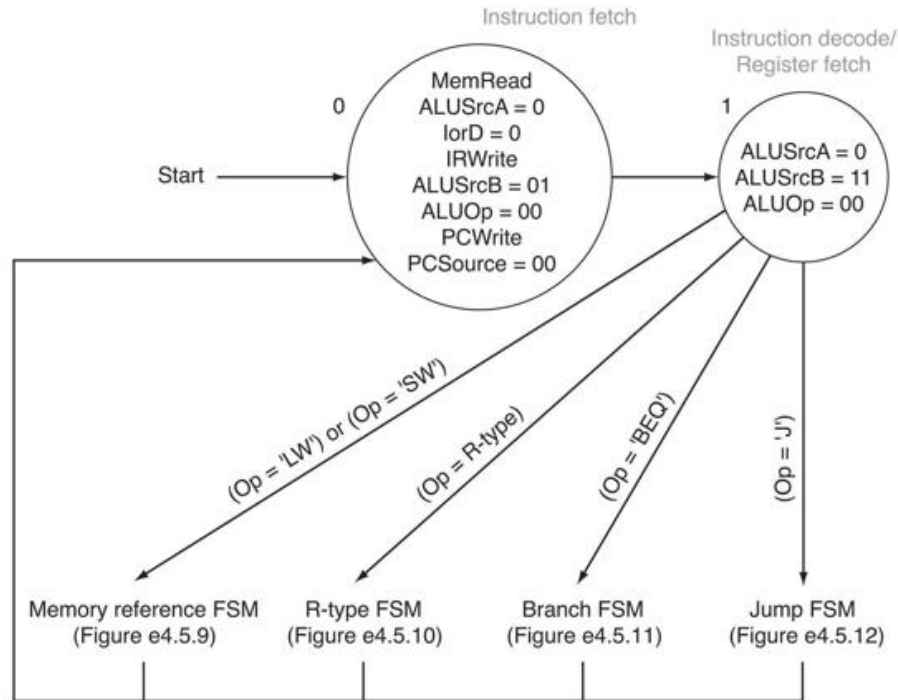 Instruction fetch
Instruction decode/
Register fetch
0
MemRead
ALUSrcA = 0
IorD = 0
IRWrite
ALUSrcB = 01
ALUOp = 00
PCWrite
PCSource = 00
1
ALUSrcA = 0
ALUSrcB = 11
ALUOp = 00
Start
(Op = 'LW') or (Op = 'SW')
(Op = R-type)
(Op = 'BEQ')
(Op = 'J')
Memory reference FSM
(Figure e4.5.9)
R-type FSM
(Figure e4.5.10)
Branch FSM
(Figure e4.5.11)
Jump FSM
(Figure e4.5.12)